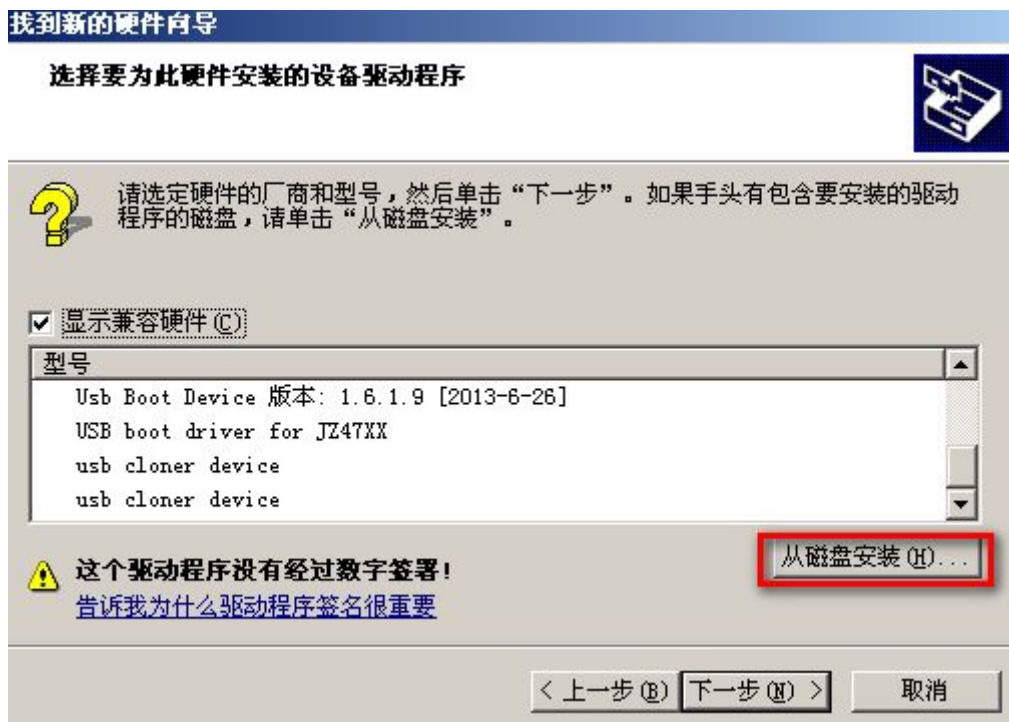 找到新的硬件向导
选择要为此硬件安装的设备驱动程序
请选定硬件的厂商和型号，然后单击“下一步”。如果手头有包含要安装的驱动
程序的磁盘，请单击“从磁盘安装”。
显示兼容硬件(C)
型号
Usb Boot Device 版本: 1.6.1.9 [2013-6-26]
USB boot driver for JZ47XX
usb cloner device
usb cloner device
从磁盘安装(H)...
这个驱动程序没有经过数字签署!
告诉我为什么驱动程序签名很重要
< 上一步(B)
下一步(N) >
取消